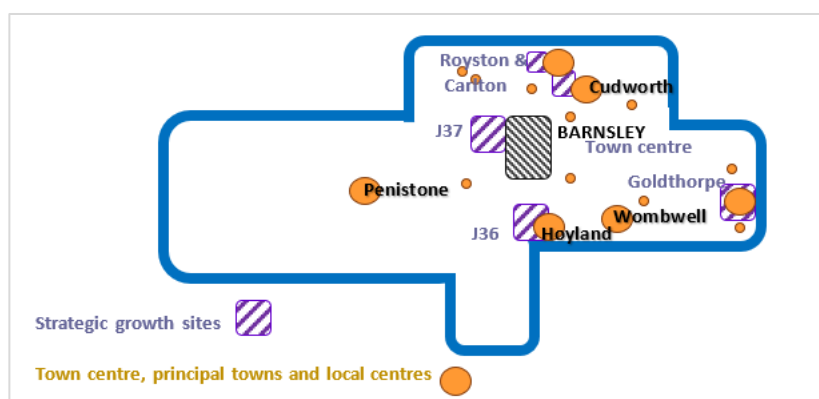 Royston &
Carlton
Cudworth
J37
BARNSLEY
Town centre
Goldthorpe
Penistone
Wombwell
J36
Hoyland
Strategic growth sites
Town centre, principal towns and local centres